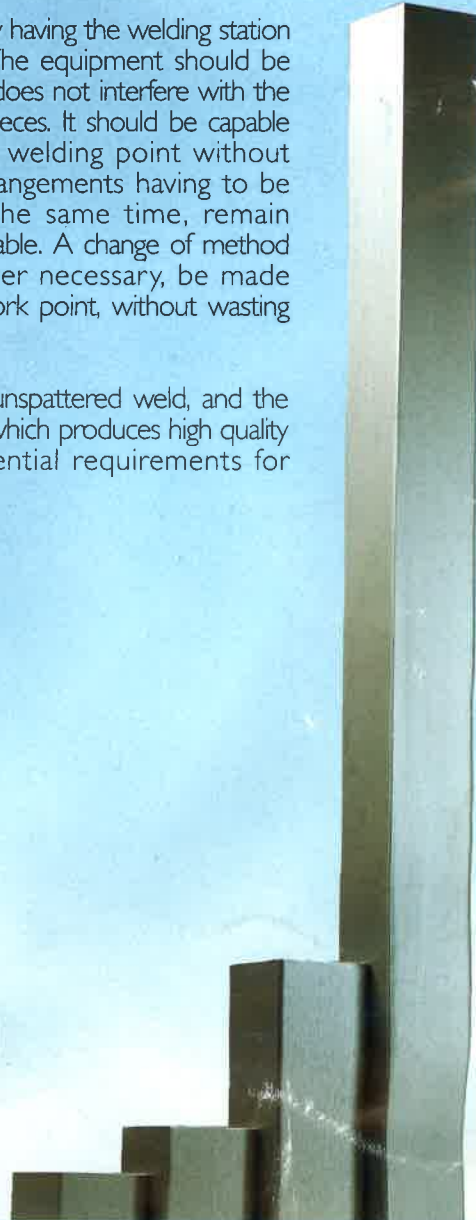 having the welding station
he equipment should be
does not interfere with the
eces. It should be capable
welding point without
angements having to be
he same time, remain
able. A change of method
er necessary, be made
ork point, without wasting
unspattered weld, and the
which produces high quality
ential requirements for